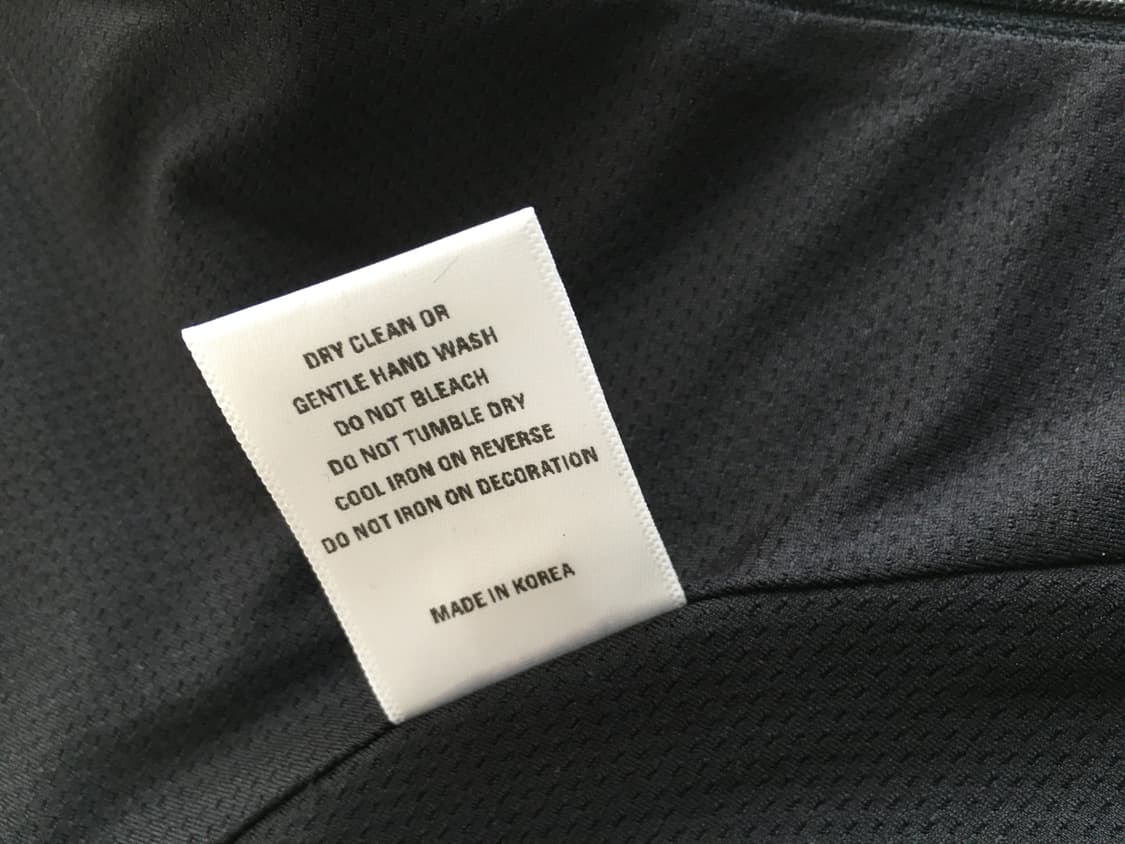 DRY CLEAN OR
GENTLE HAND WASH
DO NOT BLEACH
DO NOT TUMBLE DRY
COOL IRON ON REVERSE
DO NOT IRON ON DECORATION
MADE IN KOREA